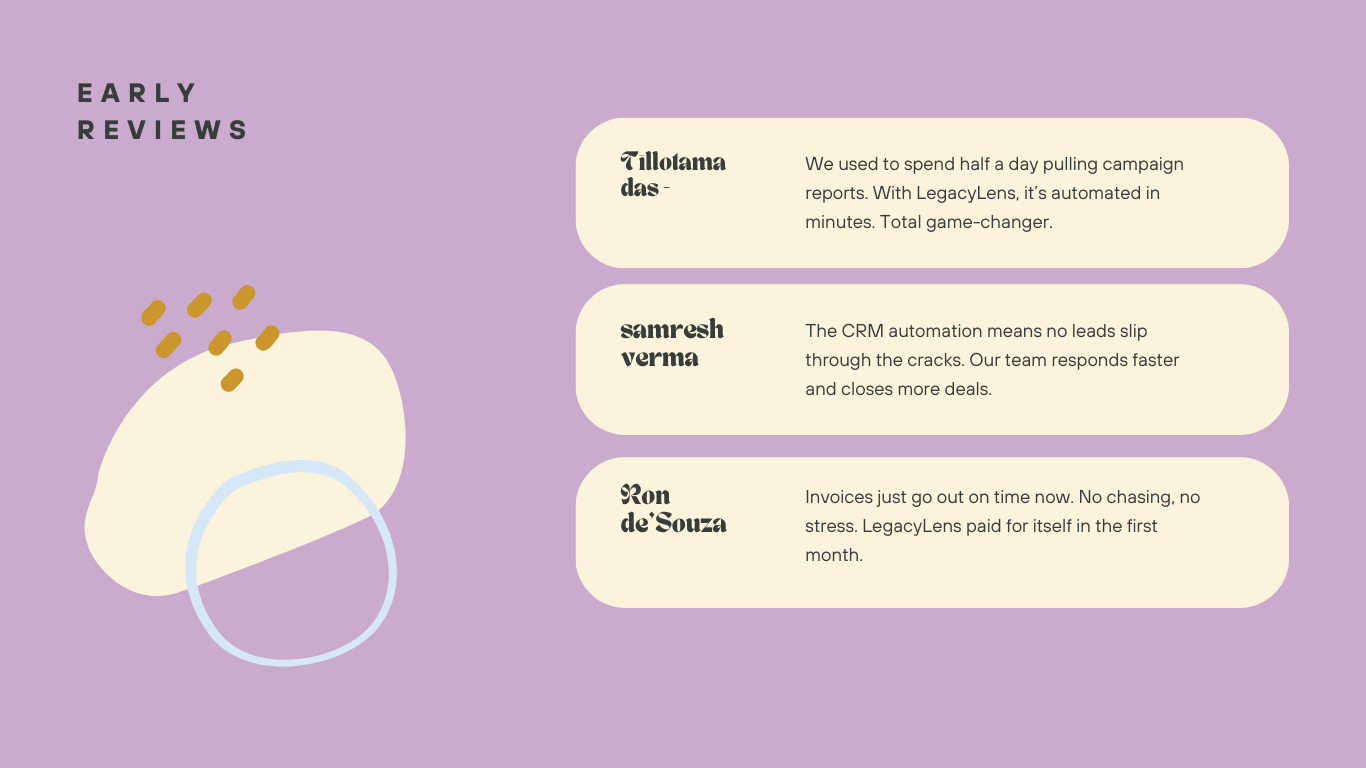 EARLY
REVIEWS
Tillotama
das -
We used to spend half a day pulling campaign
reports. With LegacyLens, it’s automated in
minutes. Total game-changer.
samresh
verma
The CRM automation means no leads slip
through the cracks. Our team responds faster
and closes more deals.
Ron
de'Souza
Invoices just go out on time now. No chasing, no
stress. LegacyLens paid for itself in the first
month.